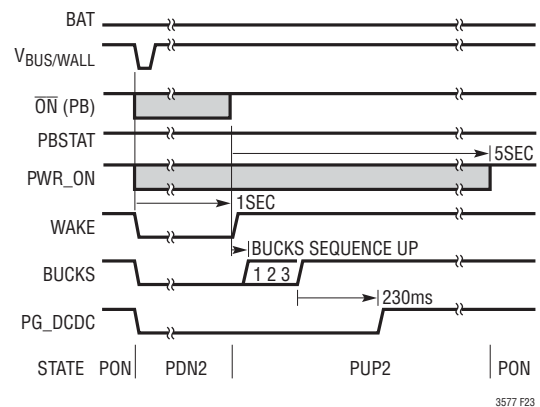 BAT
VBUS/WALL
ON (PB)
PBSTAT
5SEC
PWR_ON
1SEC
WAKE
BUCKS SEQUENCE UP
BUCKS
1 2 3
230ms
PG_DCDC
STATE PON PDN2 PUP2 PON
3577 F23